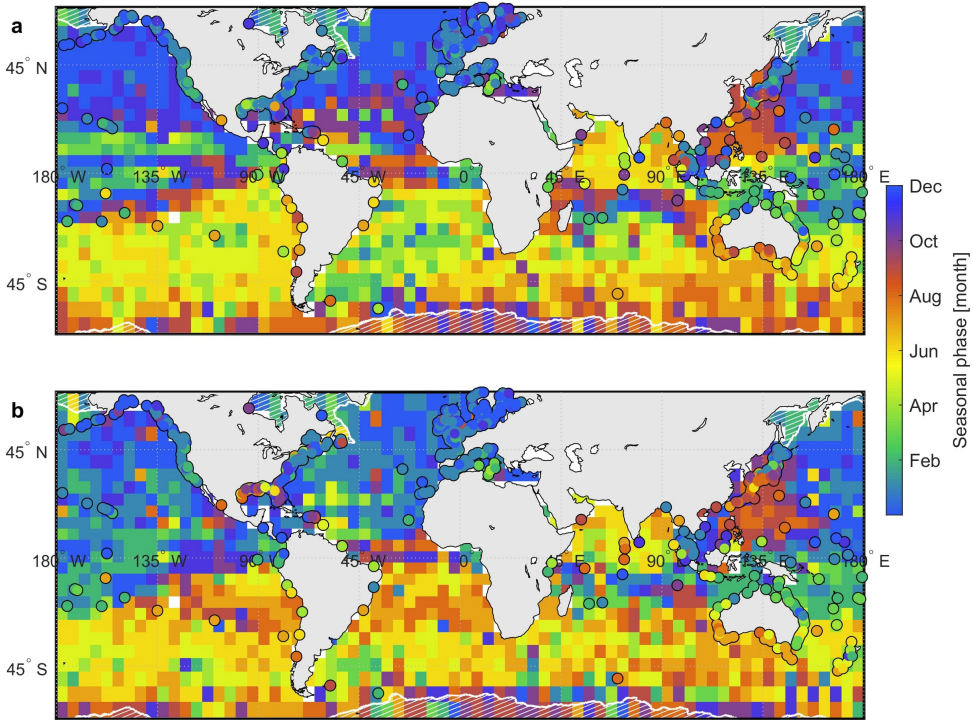 a
45° N
180° W 135° W 90° W 45° W 0° 45° E 90° E 135° E 180° E
45° S
b
45° N
180° W 135° W 90° W 45° W 0° 45° E 90° E 135° E 180° E
45° S
Dec
Oct
Aug
Jun
Apr
Feb
Seasonal phase [month]